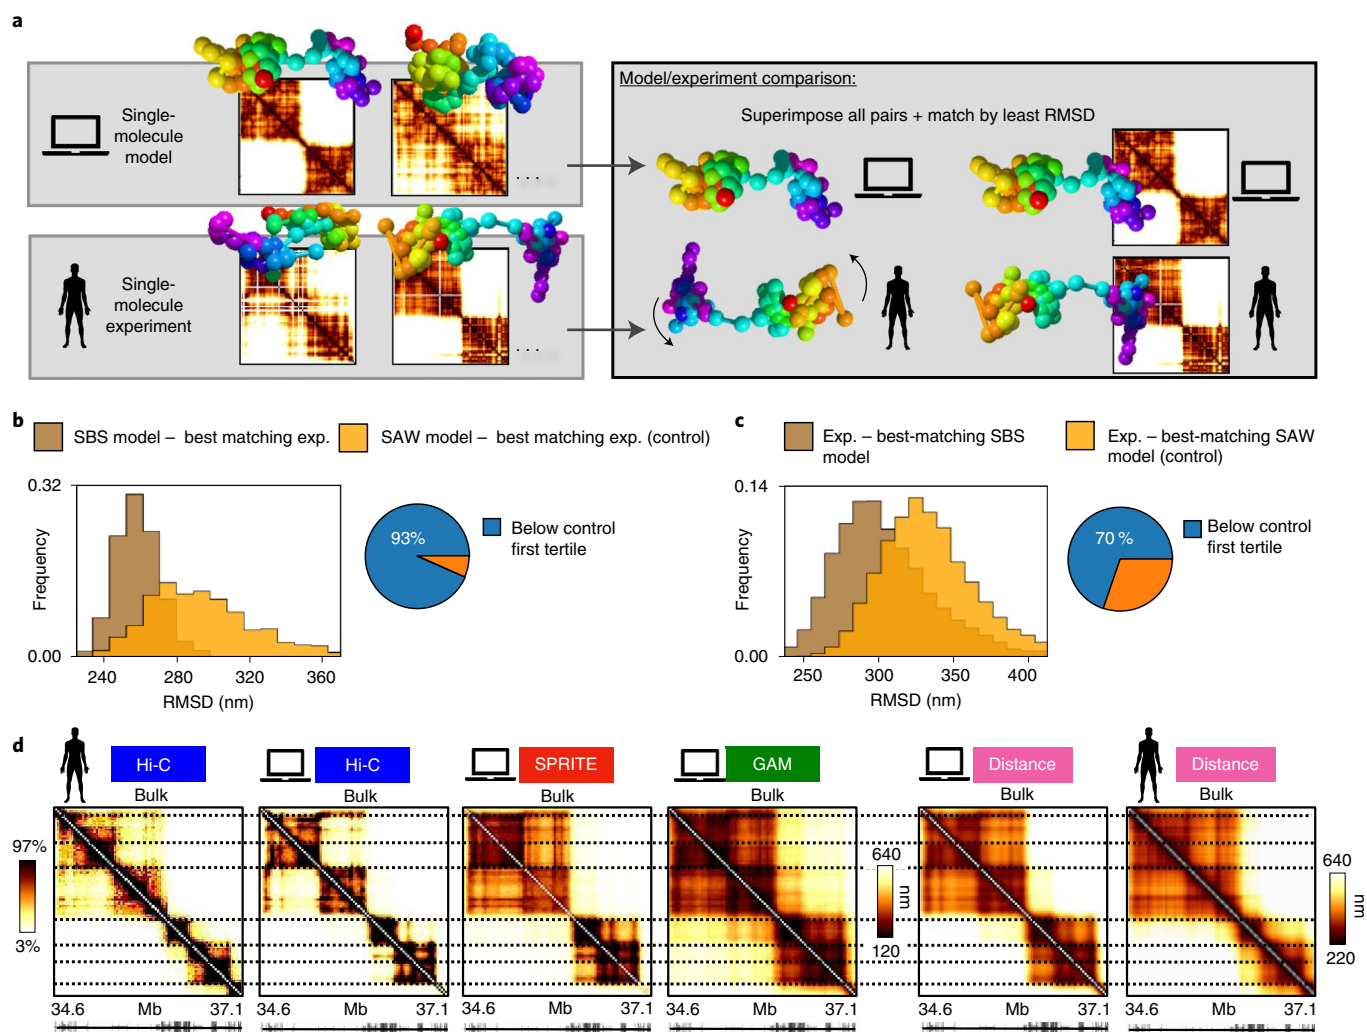 a
Single-
molecule
model
. . .
Single-
molecule
experiment
. . .
Model/experiment comparison:
Superimpose all pairs + match by least RMSD
b
SBS model – best matching exp.
SAW model – best matching exp. (control)
0.32
Frequency
0.00
240
280
320
360
RMSD (nm)
93%
Below control
first tertile
c
Exp. – best-matching SBS
model
Exp. – best-matching SAW
model (control)
0.14
Frequency
0.00
250
300
350
400
RMSD (nm)
70 %
Below control
first tertile
d
Hi-C
Hi-C
SPRITE
GAM
Distance
Distance
Bulk
Bulk
Bulk
Bulk
Bulk
Bulk
97%
3%
640
nm
120
640
nm
220
34.6 Mb 37.1
34.6 Mb 37.1
34.6 Mb 37.1
34.6 Mb 37.1
34.6 Mb 37.1
34.6 Mb 37.1